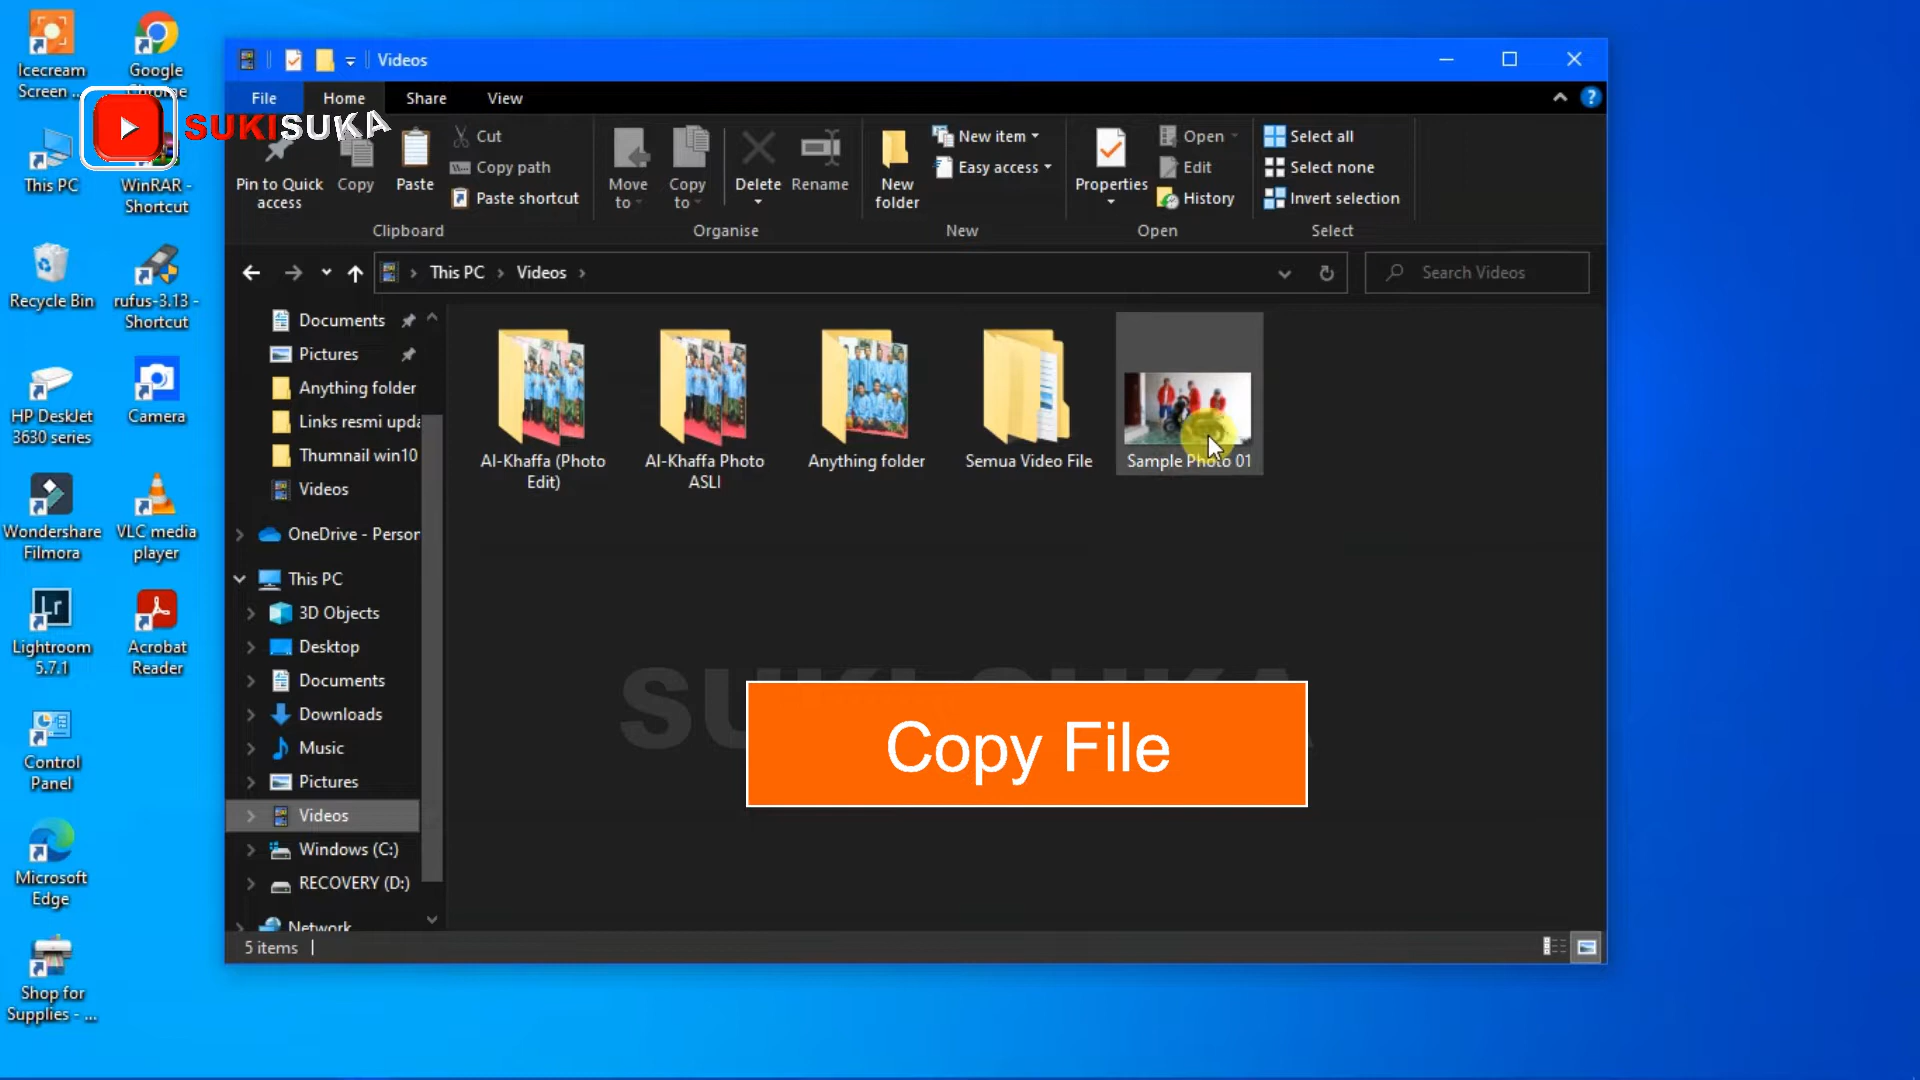 Icecream
Screen ...
Google
Chrome
SUKISUKA
This PC
WinRAR -
Shortcut
Recycle Bin
rufus-3.13 -
Shortcut
HP DeskJet
3630 series
Camera
Wondershare
Filmora
VLC media
player
Lightroom
5.7.1
Acrobat
Reader
Control
Panel
Microsoft
Edge
Shop for
Supplies - ...
Videos
File
Home
Share
View
Pin to Quick
access
Copy
Paste
Cut
Copy path
Paste shortcut
Clipboard
Move
to
Copy
to
Delete
Rename
Organise
New
folder
New item
Easy access
New
Properties
Open
Edit
History
Open
Select all
Select none
Invert selection
Select
This PC > Videos >
Search Videos
Documents
Pictures
Anything folder
Links resmi upda
Thumnail win10
Videos
OneDrive - Person
This PC
3D Objects
Desktop
Documents
Downloads
Music
Pictures
Videos
Windows (C:)
RECOVERY (D:)
Network
Al-Khaffa (Photo
Edit)
Al-Khaffa Photo
ASLI
Anything folder
Semua Video File
Sample Photo 01
Copy File
5 items